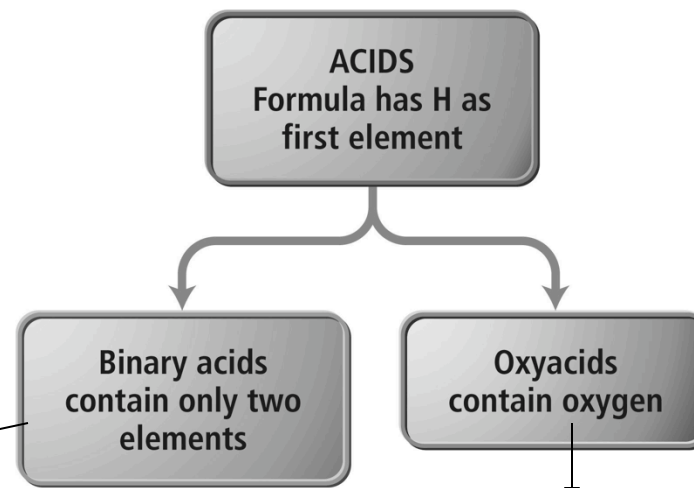 ACIDS
Formula has H as
first element
Binary acids
contain only two
elements
Oxyacids
contain oxygen